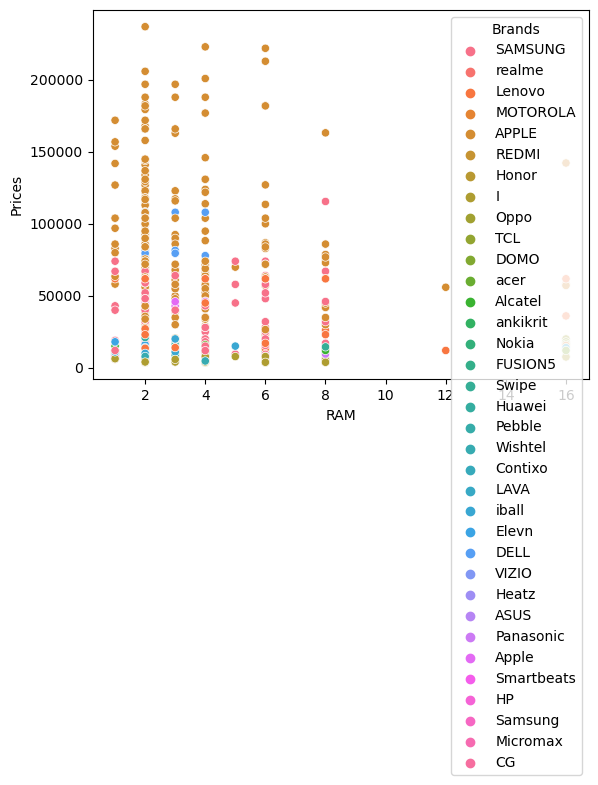 Brands
SAMSUNG
realme
Lenovo
MOTOROLA
APPLE
REDMI
Honor
I
Oppo
TCL
DOMO
acer
Alcatel
ankikrit
Nokia
FUSION5
Swipe
Huawei
Pebble
Wishtel
Contixo
LAVA
iball
Elevn
DELL
VIZIO
Heatz
ASUS
Panasonic
Apple
Smartbeats
HP
Samsung
Micromax
CG
200000
150000
100000
50000
0
Prices
2 4 6 8 10 12 14 16
RAM